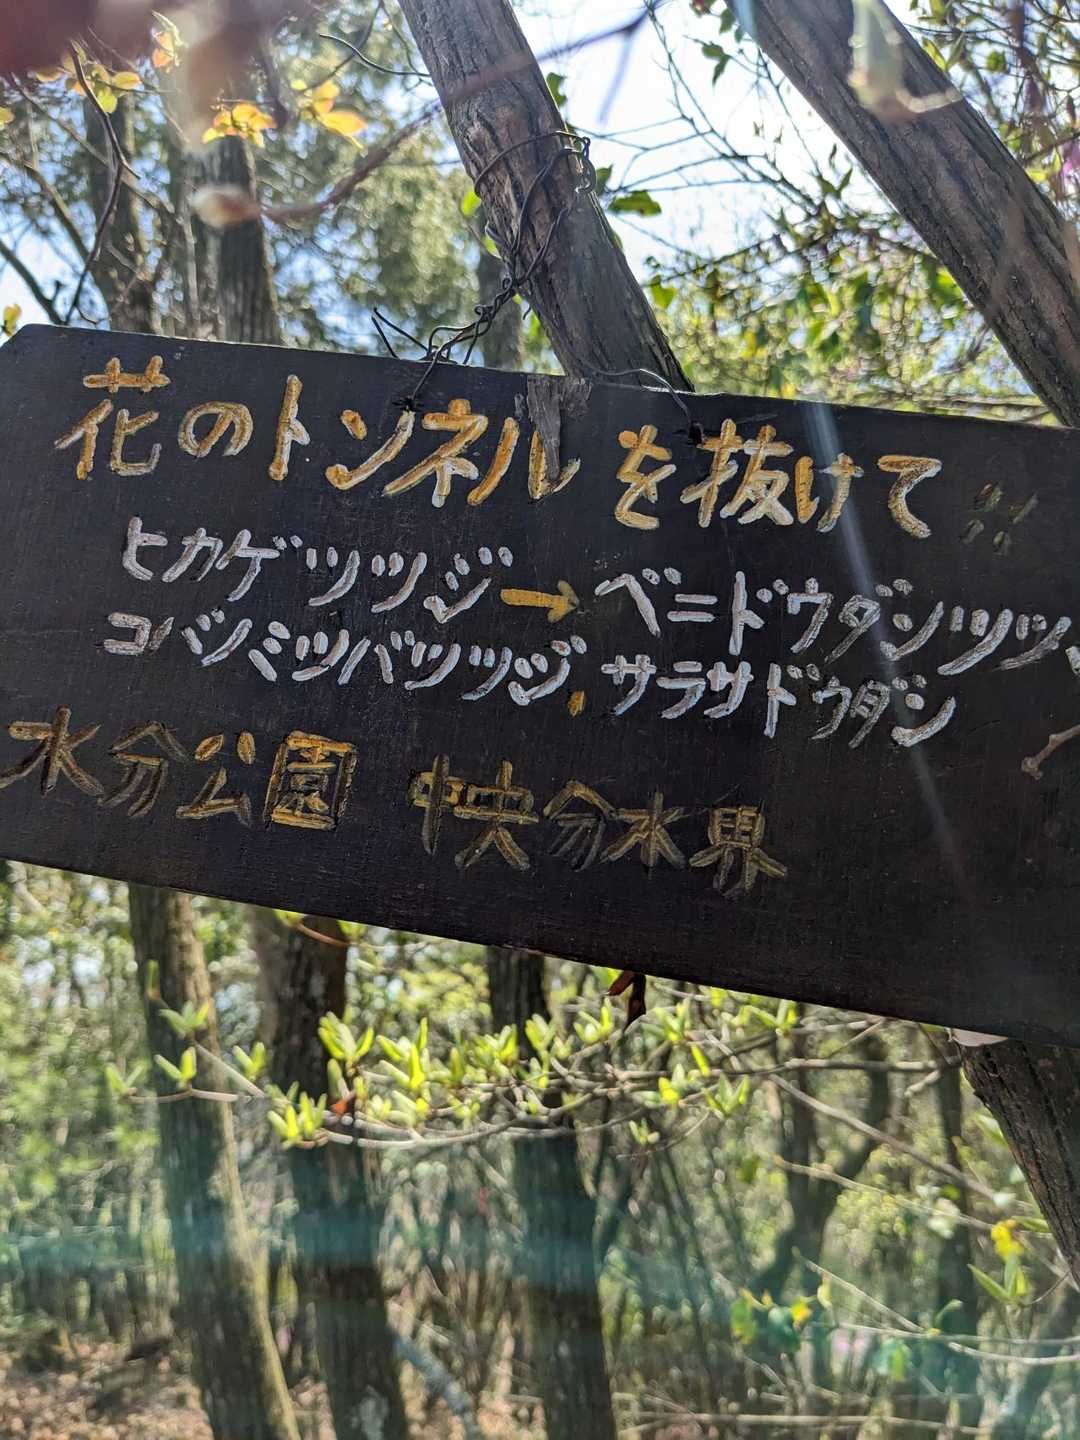 花のトンネルを抜けて
ヒカゲツツジ→ベニドウダンツツ
コバノミツバツツジ.サラサドウダン
水分公園 中央分水界